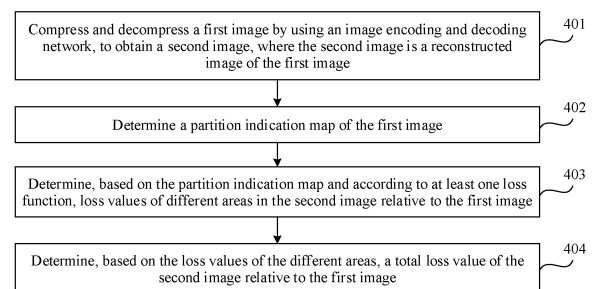 Compress and decompress a first image by using an image encoding and decoding
network, to obtain a second image, where the second image is a reconstructed
image of the first image
401
Determine a partition indication map of the first image
402
Determine, based on the partition indication map and according to at least one loss
function, loss values of different areas in the second image relative to the first image
403
Determine, based on the loss values of the different areas, a total loss value of the
second image relative to the first image
404